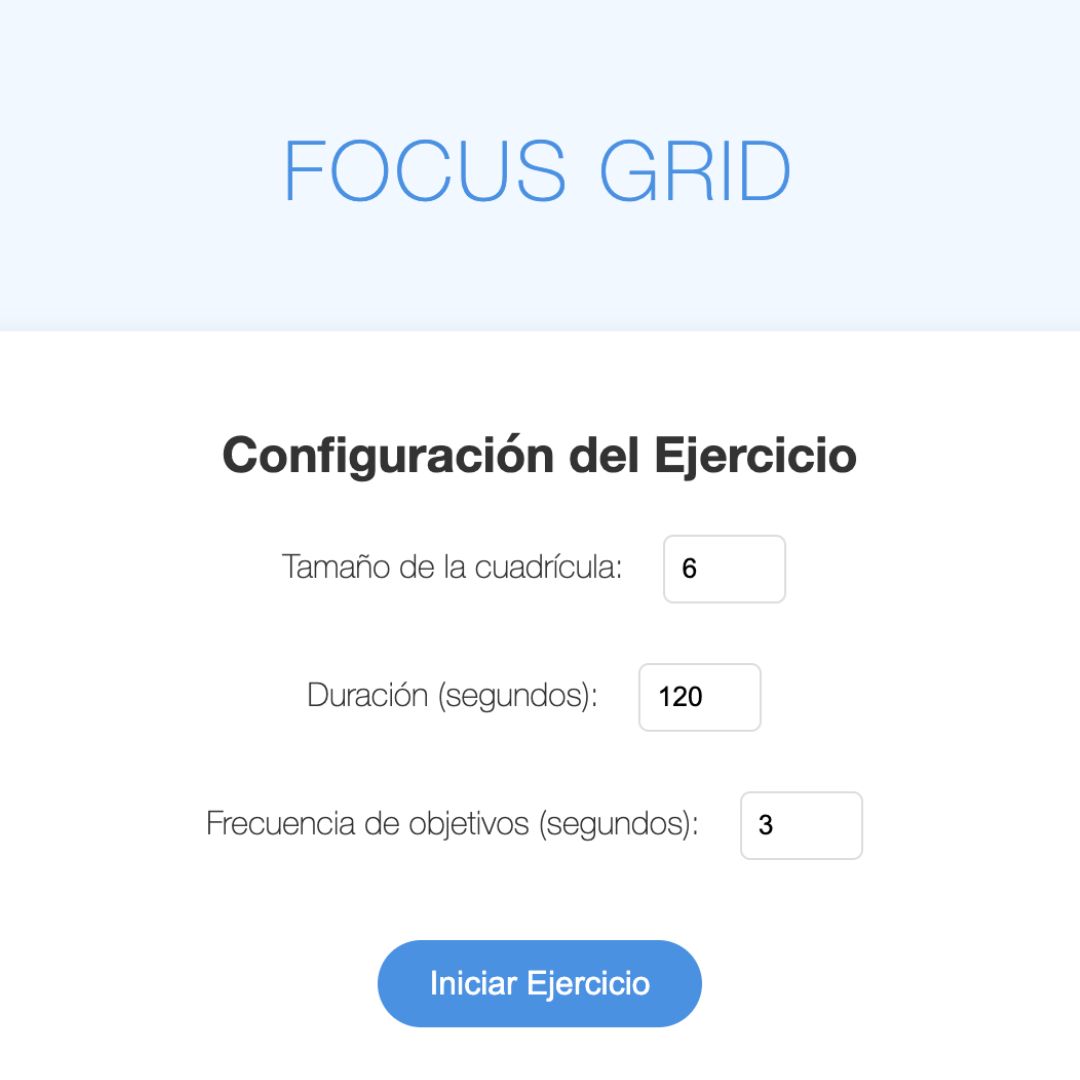 FOCUS GRID
Configuración del Ejercicio
Tamaño de la cuadrícula: 6
Duración (segundos): 120
Frecuencia de objetivos (segundos): 3
Iniciar Ejercicio